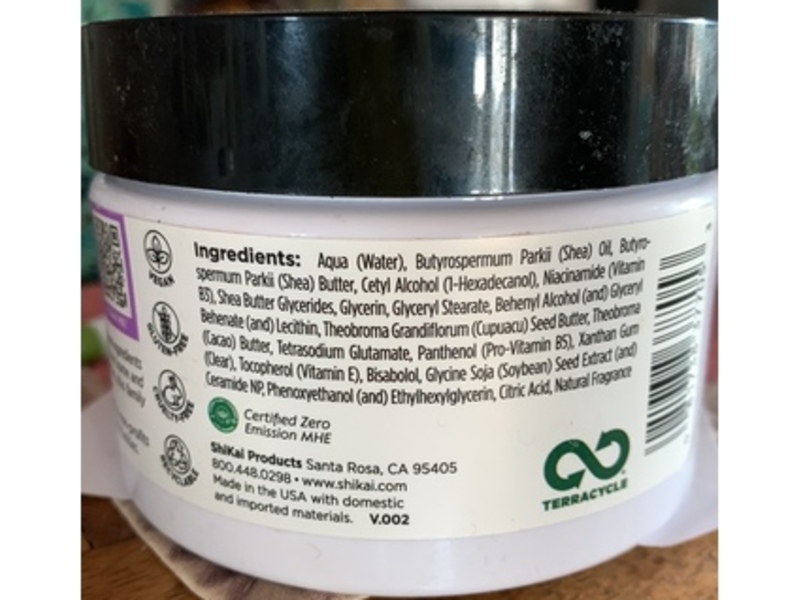 VEGAN
GLUTEN-FREE
CRUELTY-FREE
RECYCLABLE
Ingredients: Aqua (Water), Butyrospermum Parkii (Shea) Oil, Butyro-
spermum Parkii (Shea) Butter, Cetyl Alcohol (1-Hexadecanol), Niacinamide (Vitamin
B3), Shea Butter Glycerides, Glycerin, Glyceryl Stearate, Behenyl Alcohol (and) Glyceryl
Behenate (and) Lecithin, Theobroma Grandiflorum (Cupuacu) Seed Butter, Theobroma
(Cacao) Butter, Tetrasodium Glutamate, Panthenol (Pro-Vitamin B5), Xanthan Gum
(Clear), Tocopherol (Vitamin E), Bisabolol, Glycine Soja (Soybean) Seed Extract (and)
Ceramide NP, Phenoxyethanol (and) Ethylhexylglycerin, Citric Acid, Natural Fragrance
Certified Zero
Emission MHE
ShiKai Products Santa Rosa, CA 95405
800.448.0298 • www.shikai.com
Made in the USA with domestic
and imported materials. V.002
TERRACYCLE